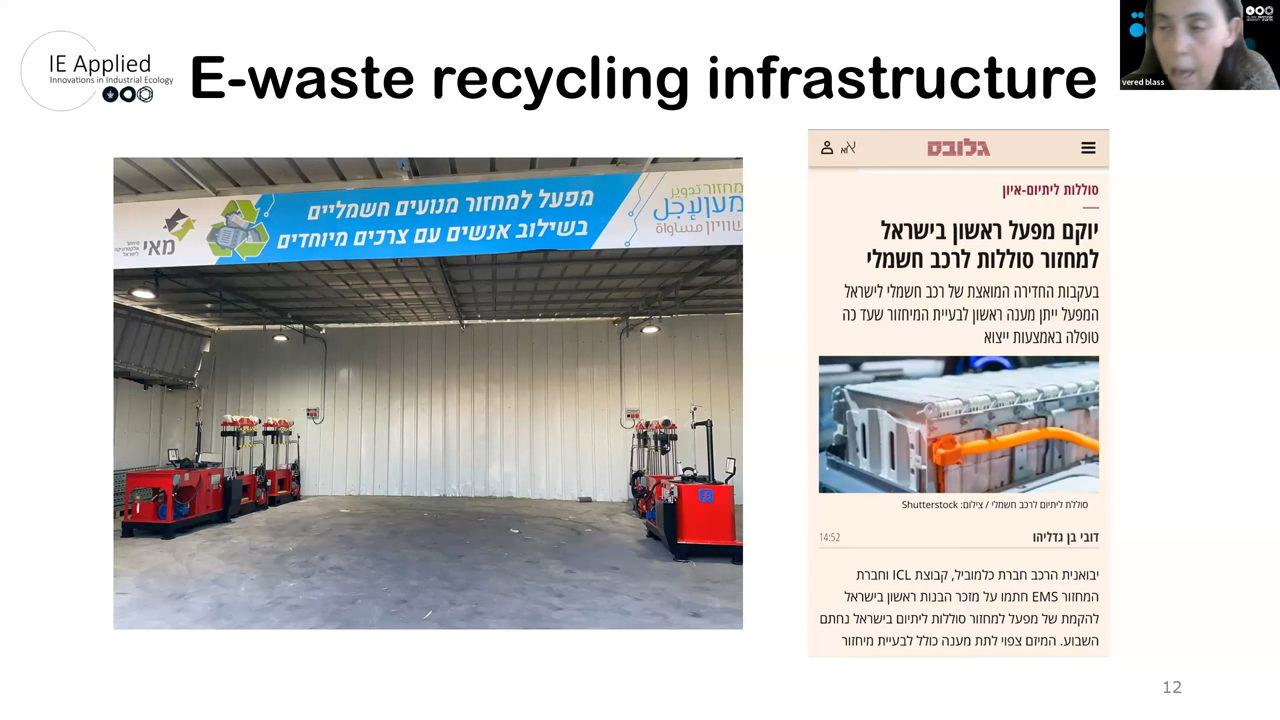 IE Applied
Innovations in Industrial Ecology
E-waste recycling infrastructure
vered blass
מפעל למחזור מנועים חשמליים
בשילוב אנשים עם צרכים מיוחדים
מאי
מחזור تدوير
שוויון مساواة
גלובס
סוללות ליתיום-איון
יוקם מפעל ראשון בישראל
למחזור סוללות לרכב חשמלי
בעקבות החדירה המואצת של רכב חשמלי לישראל
המפעל ייתן מענה ראשון לבעיית המיחזור שעד כה
טופלה באמצעות ייצוא
סוללת ליתיום לרכב חשמלי / צילום: Shutterstock
דובי בן גדליהו
14:52
יבואנית הרכב חברת כלמוביל, קבוצת ICL וחברת
המחזור EMS חתמו על מזכר הבנות ראשון בישראל
להקמת של מפעל למחזור סוללות ליתיום בישראל נחתם
השבוע. המיזם צפוי לתת מענה כולל לבעיית מיחזור
12